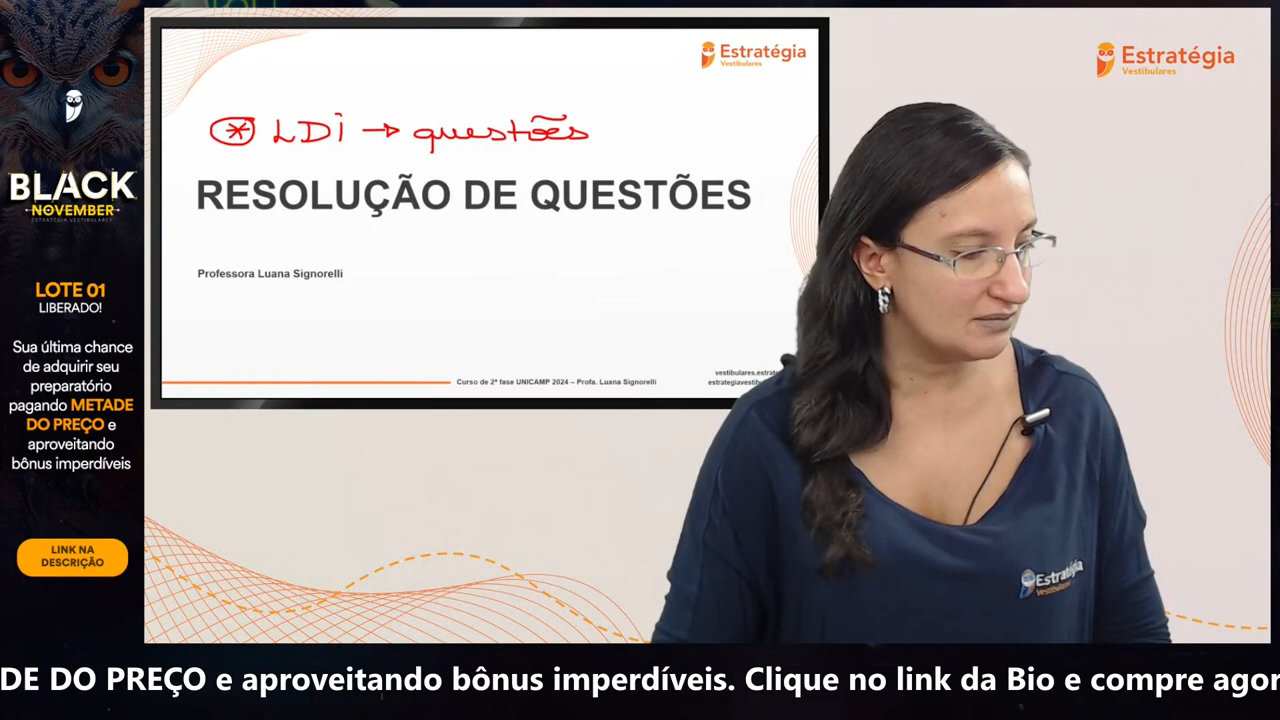 BLACK
NOVEMBER
ESTRATÉGIA VESTIBULARES
LOTE 01
LIBERADO!
Sua última chance
de adquirir seu
preparatório
pagando METADE
DO PREÇO e
aproveitando
bônus imperdíveis
LINK NA
DESCRIÇÃO
Estratégia
Vestibulares
* LDI → questões
RESOLUÇÃO DE QUESTÕES
Professora Luana Signorelli
Curso de 2ª fase UNICAMP 2024 – Profa. Luana Signorelli
vestibulares.estrate
estrategiavestib
Estratégia
Vestibulares
Estratégia
Vestibulares
DE DO PREÇO e aproveitando bônus imperdíveis. Clique no link da Bio e compre agor